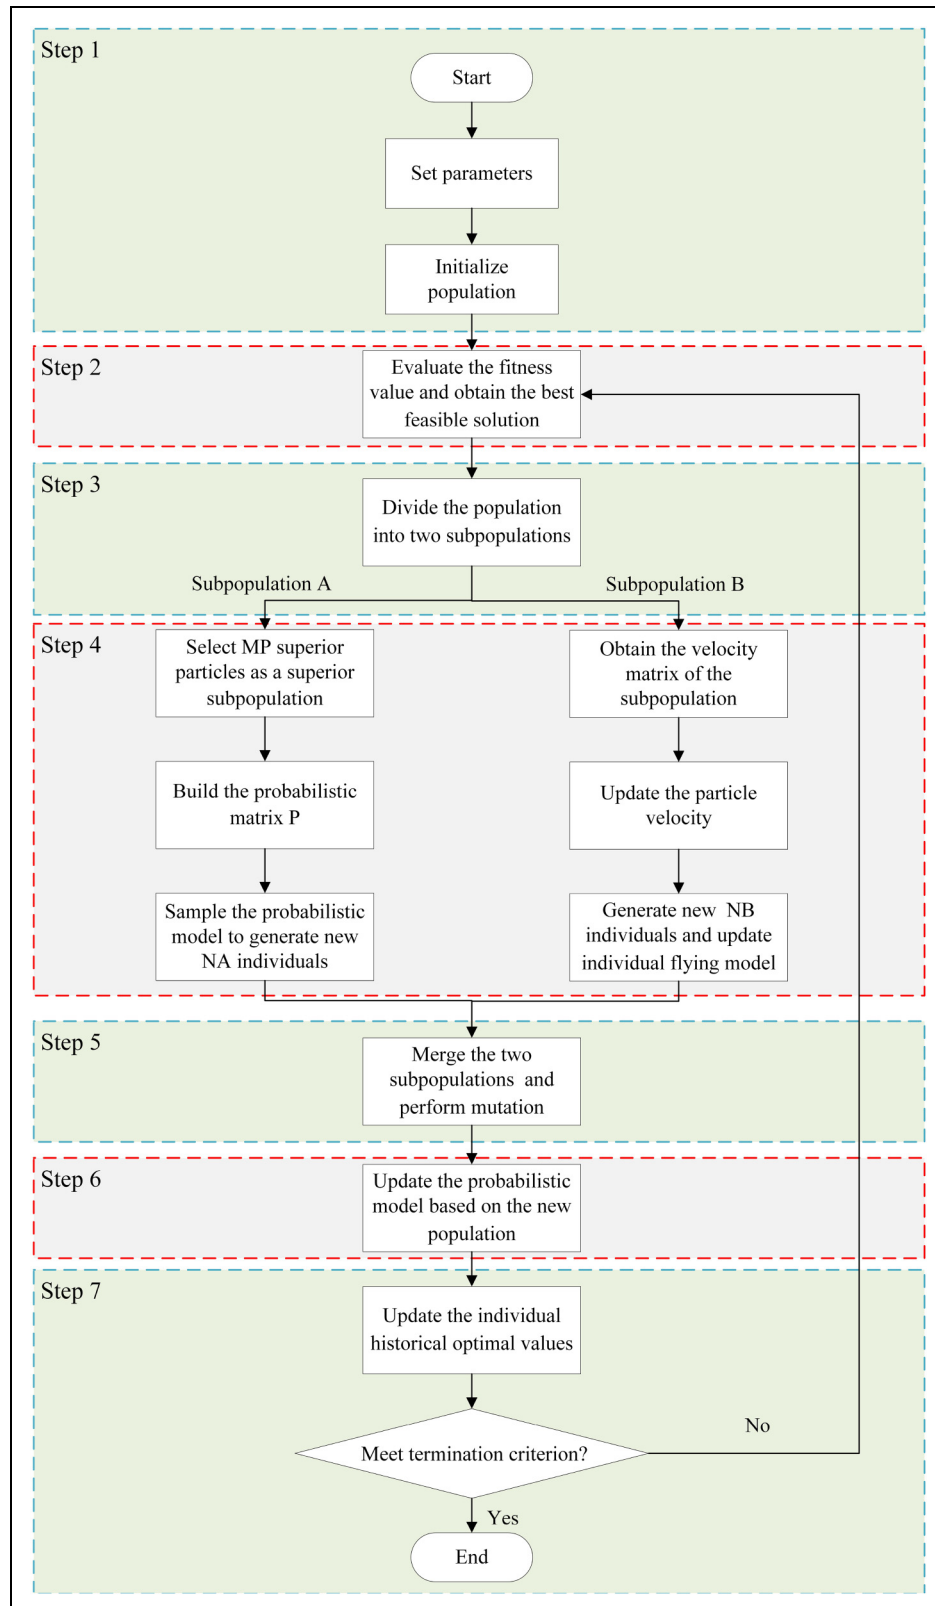 Step 1
Start
Set parameters
Initialize
population
Step 2
Evaluate the fitness
value and obtain the best
feasible solution
Step 3
Divide the population
into two subpopulations
Subpopulation A
Subpopulation B
Step 4
Select MP superior
particles as a superior
subpopulation
Obtain the velocity
matrix of the
subpopulation
Build the probabilistic
matrix P
Update the particle
velocity
Sample the probabilistic
model to generate new
NA individuals
Generate new NB
individuals and update
individual flying model
Step 5
Merge the two
subpopulations and
perform mutation
Step 6
Update the probabilistic
model based on the new
population
Step 7
Update the individual
historical optimal values
Meet termination criterion?
No
Yes
End